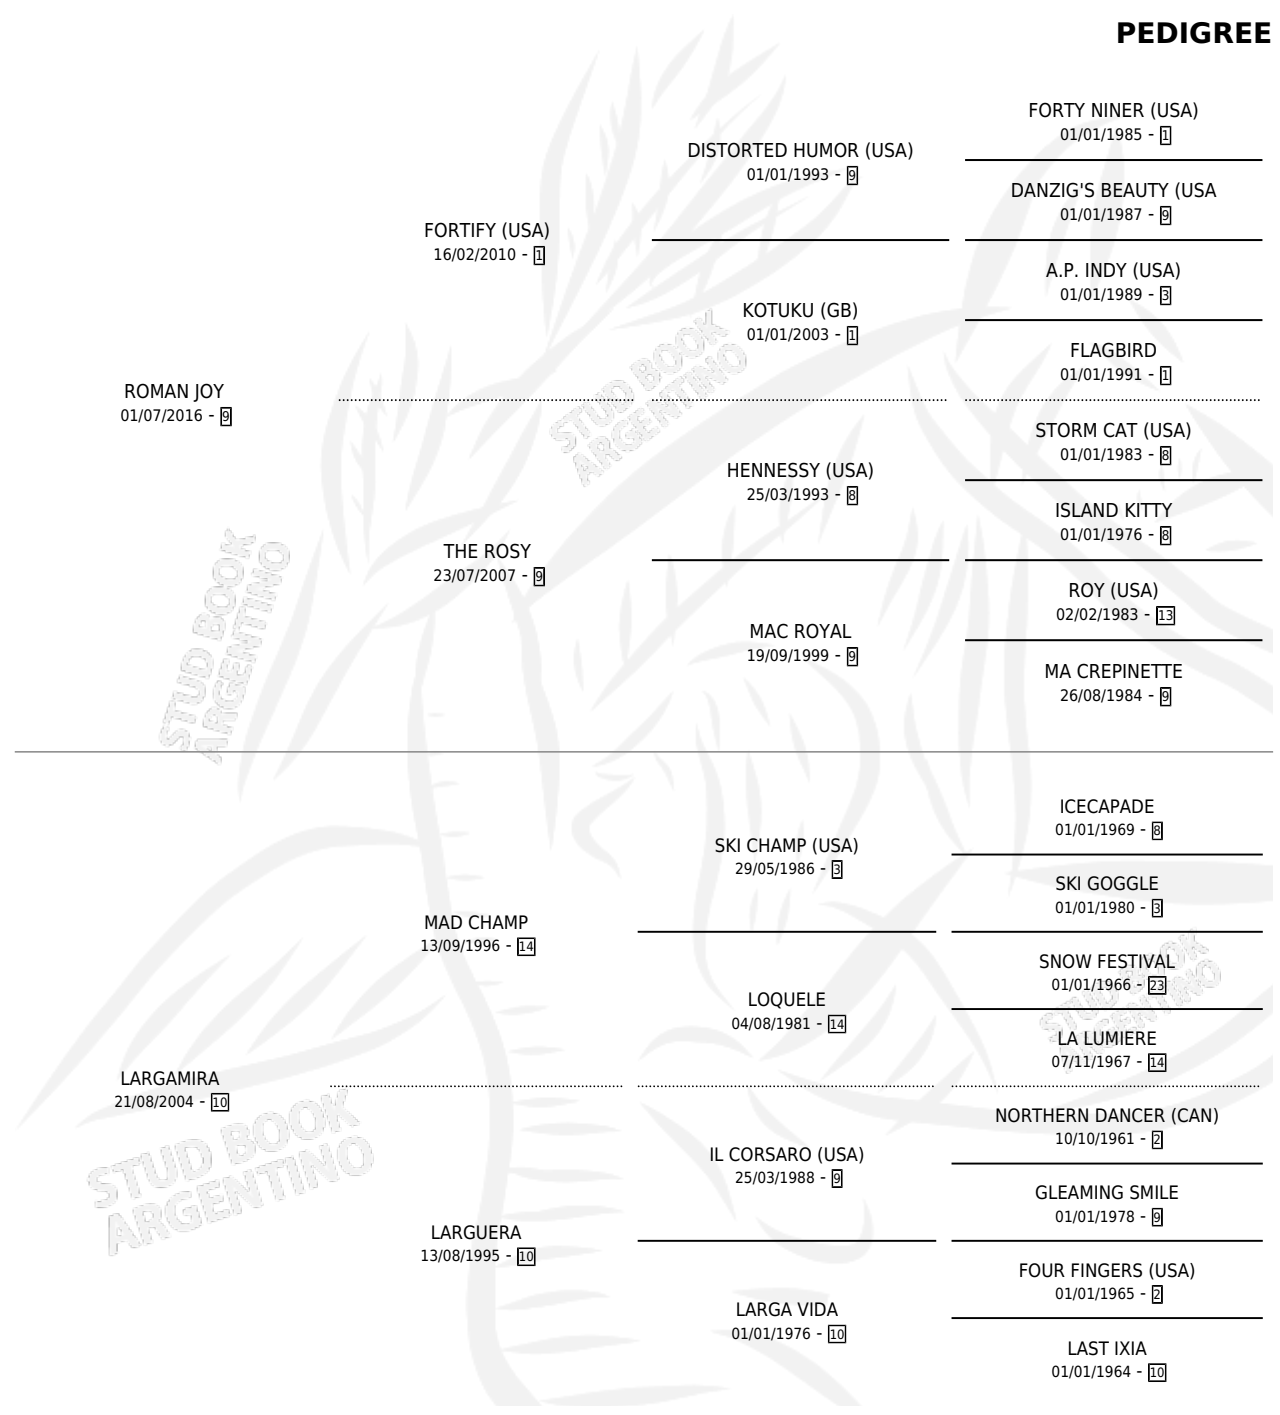 PEDIGREE
FORTY NINER (USA)
01/01/1985 - 1
DISTORTED HUMOR (USA)
01/01/1993 - 9
DANZIG'S BEAUTY (USA
01/01/1987 - 9
FORTIFY (USA)
16/02/2010 - 1
A.P. INDY (USA)
01/01/1989 - 3
KOTUKU (GB)
01/01/2003 - 1
FLAGBIRD
01/01/1991 - 1
ROMAN JOY
01/07/2016 - 9
STORM CAT (USA)
01/01/1983 - 8
HENNESSY (USA)
25/03/1993 - 8
ISLAND KITTY
01/01/1976 - 8
THE ROSY
23/07/2007 - 9
ROY (USA)
02/02/1983 - 13
MAC ROYAL
19/09/1999 - 9
MA CREPINETTE
26/08/1984 - 9
ICECAPADE
01/01/1969 - 8
SKI CHAMP (USA)
29/05/1986 - 3
SKI GOGGLE
01/01/1980 - 3
MAD CHAMP
13/09/1996 - 14
SNOW FESTIVAL
01/01/1966 - 23
LOQUELE
04/08/1981 - 14
LA LUMIERE
07/11/1967 - 14
LARGAMIRA
21/08/2004 - 10
NORTHERN DANCER (CAN)
10/10/1961 - 2
IL CORSARO (USA)
25/03/1988 - 9
GLEAMING SMILE
01/01/1978 - 9
LARGUERA
13/08/1995 - 10
FOUR FINGERS (USA)
01/01/1965 - 2
LARGA VIDA
01/01/1976 - 10
LAST IXIA
01/01/1964 - 10
STUD BOOK
ARGENTINO
STUD BOOK
ARGENTINO
STUD BOOK
ARGENTINO
STUD BOOK
ARGENTINO